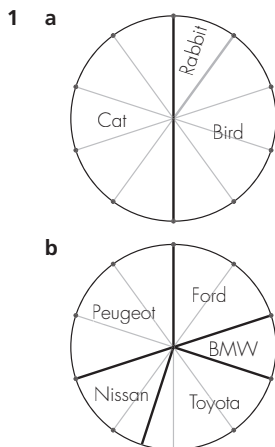 1 a
Rabbit
Cat
Bird
b
Ford
Peugeot
BMW
Nissan
Toyota